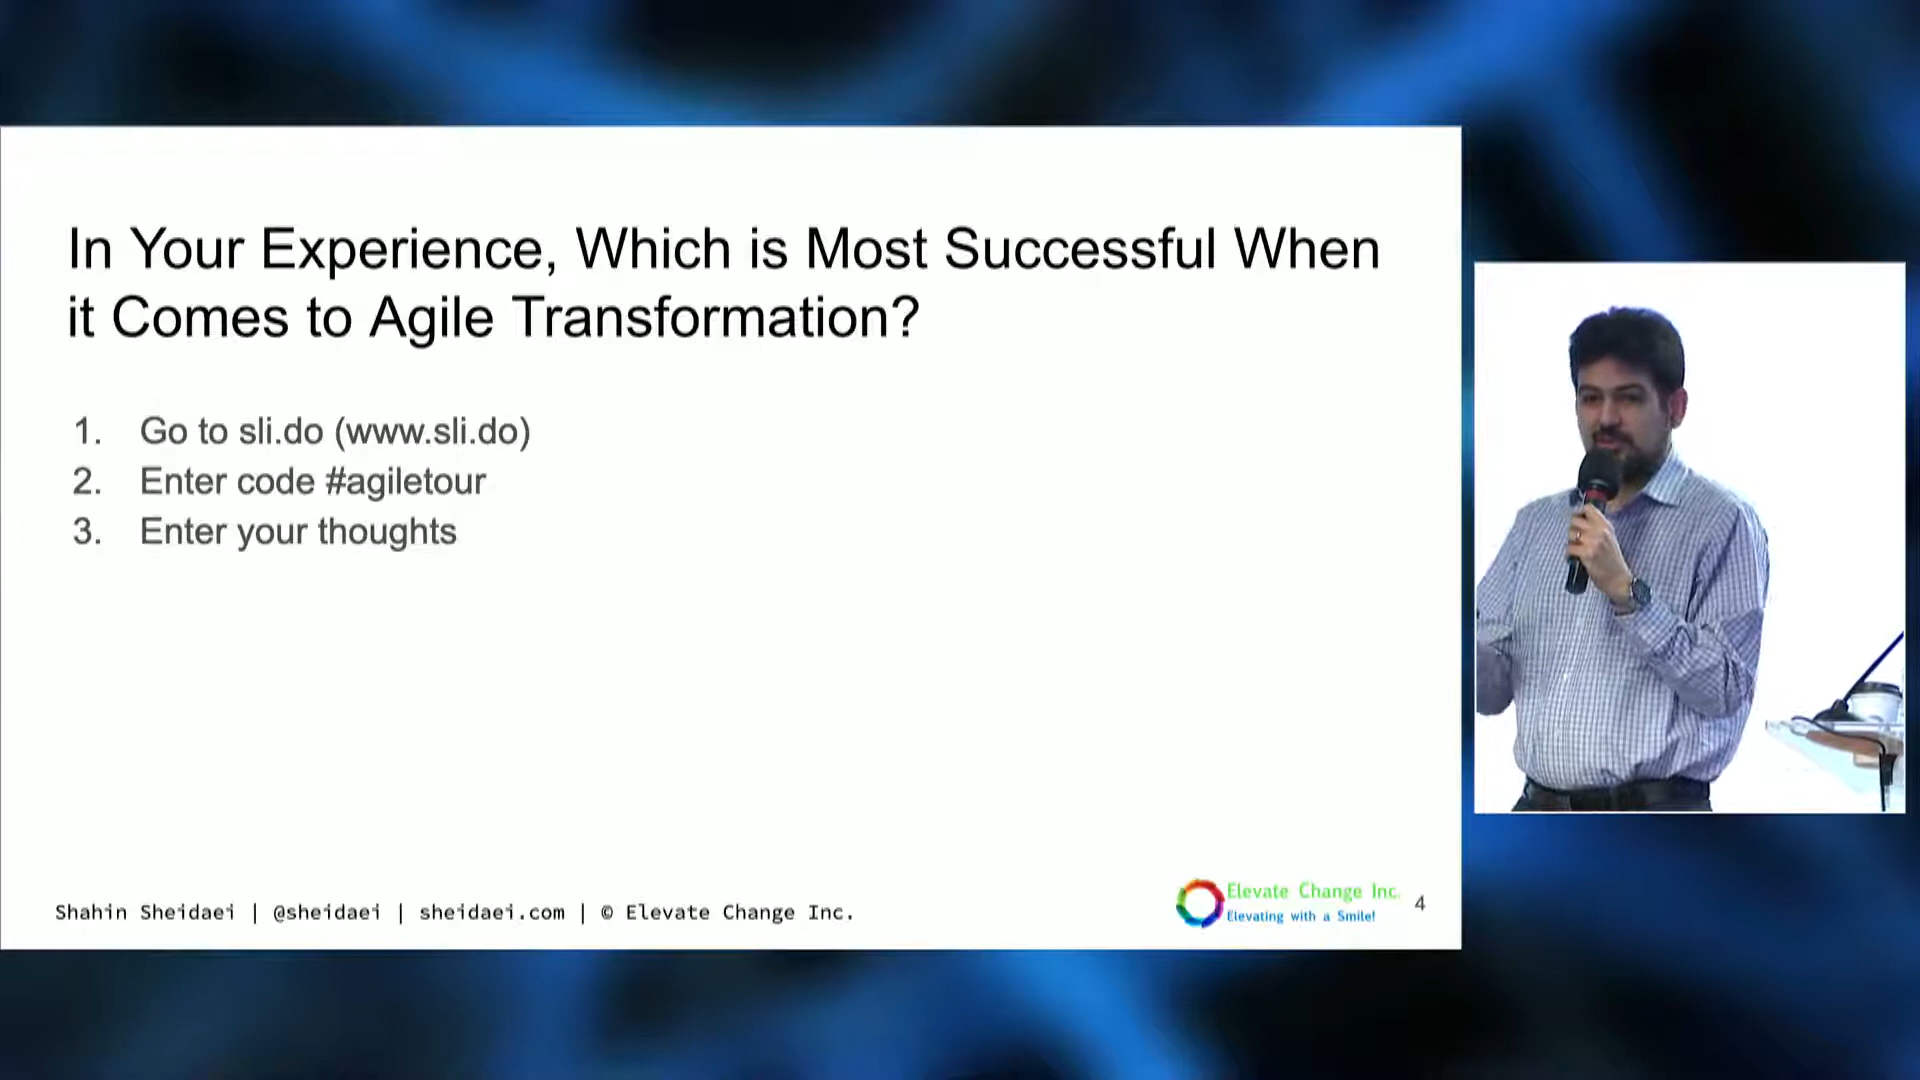 In Your Experience, Which is Most Successful When
it Comes to Agile Transformation?
1. Go to sli.do (www.sli.do)
2. Enter code #agiletour
3. Enter your thoughts
Shahin Sheidaei | @sheidaei | sheidaei.com | © Elevate Change Inc.
Elevate Change Inc.
Elevating with a Smile!
4